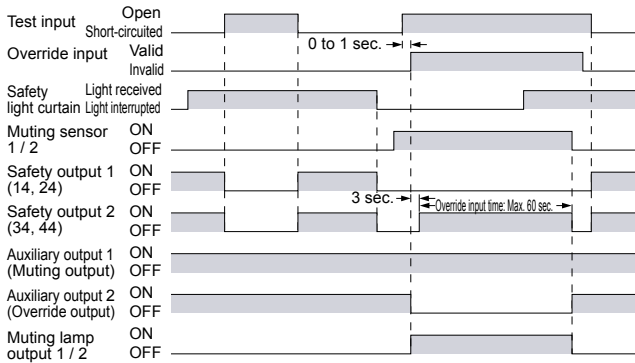 Test input Open
Short-circuited
0 to 1 sec.
Override input Valid
Invalid
Safety Light received
light curtain Light interrupted
Muting sensor ON
1 / 2 OFF
Safety output 1 ON
(14, 24) OFF
3 sec.
Override input time: Max. 60 sec.
Safety output 2 ON
(34, 44) OFF
Auxiliary output 1 ON
(Muting output) OFF
Auxiliary output 2 ON
(Override output) OFF
Muting lamp ON
output 1 / 2 OFF